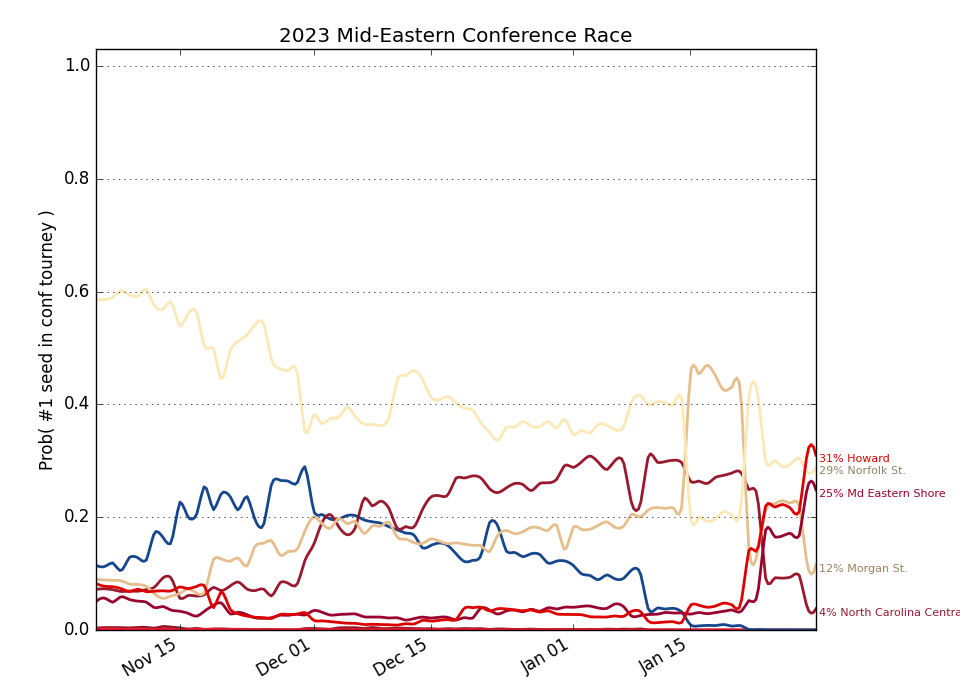 2023 Mid-Eastern Conference Race
Prob( #1 seed in conf tourney )
1.0
0.8
0.6
0.4
0.2
0.0
31% Howard
29% Norfolk St.
25% Md Eastern Shore
12% Morgan St.
4% North Carolina Centra
Nov 15
Dec 01
Dec 15
Jan 01
Jan 15